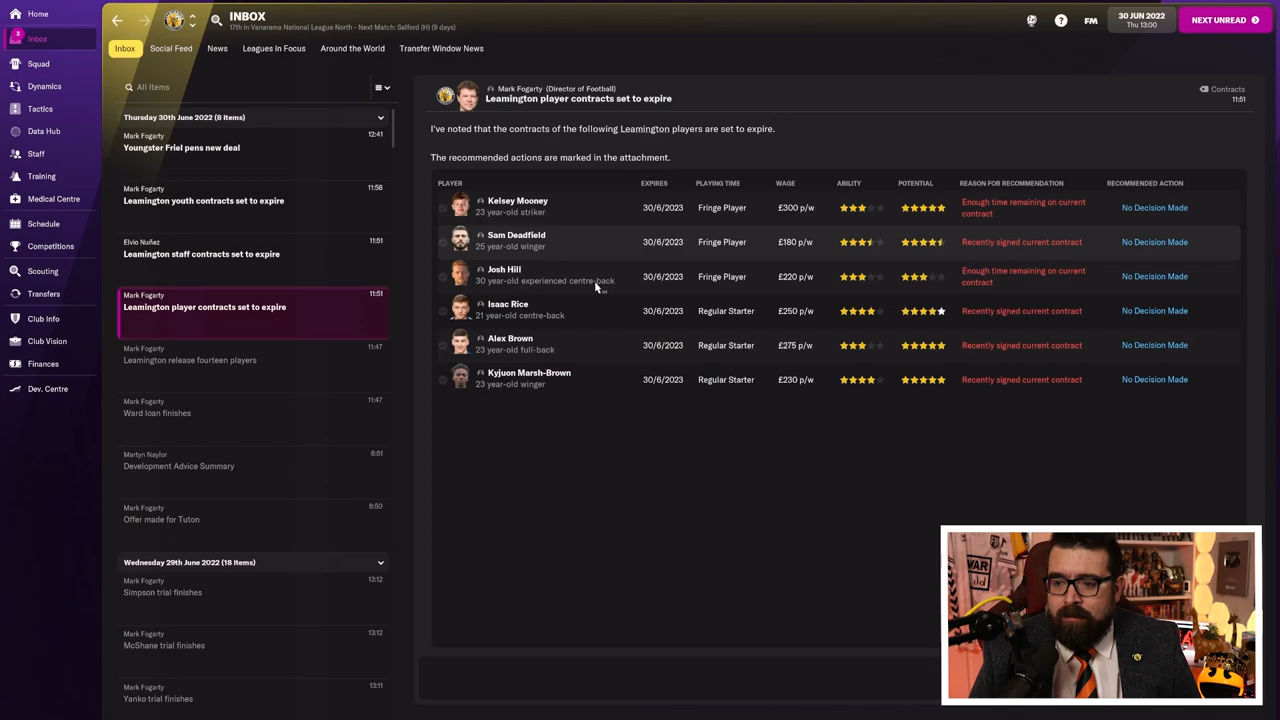 Home
INBOX
17th in Vanarama National League North - Next Match: Salford (H) (9 days)
FM
30 JUN 2022
Thu 13:00
NEXT UNREAD
3
Inbox
Squad
Dynamics
Tactics
Data Hub
Staff
Training
Medical Centre
Schedule
Competitions
Scouting
Transfers
Club Info
Club Vision
Finances
Dev. Centre
Inbox
Social Feed
News
Leagues in Focus
Around the World
Transfer Window News
All Items
Thursday 30th June 2022 (8 Items)
Mark Fogarty 12:41
Youngster Friel pens new deal
Mark Fogarty 11:58
Leamington youth contracts set to expire
Elvio Nuñez 11:51
Leamington staff contracts set to expire
Mark Fogarty 11:51
Leamington player contracts set to expire
Mark Fogarty 11:47
Leamington release fourteen players
Mark Fogarty 11:47
Ward loan finishes
Martyn Naylor 8:51
Development Advice Summary
Mark Fogarty 8:50
Offer made for Tuton
Wednesday 29th June 2022 (18 Items)
Mark Fogarty 13:12
Simpson trial finishes
Mark Fogarty 13:12
McShane trial finishes
Mark Fogarty 13:11
Yanko trial finishes
Mark Fogarty (Director of Football)
Leamington player contracts set to expire
Contracts
11:51
I've noted that the contracts of the following Leamington players are set to expire.
The recommended actions are marked in the attachment.
PLAYER EXPIRES PLAYING TIME WAGE ABILITY POTENTIAL REASON FOR RECOMMENDATION RECOMMENDED ACTION
Kelsey Mooney
23 year-old striker
30/6/2023 Fringe Player £300 p/w
Enough time remaining on current
contract
No Decision Made
Sam Deadfield
25 year-old winger
30/6/2023 Fringe Player £180 p/w Recently signed current contract No Decision Made
Josh Hill
30 year-old experienced centre-back
30/6/2023 Fringe Player £220 p/w
Enough time remaining on current
contract
No Decision Made
Isaac Rice
21 year-old centre-back
30/6/2023 Regular Starter £250 p/w Recently signed current contract No Decision Made
Alex Brown
23 year-old full-back
30/6/2023 Regular Starter £275 p/w Recently signed current contract No Decision Made
Kyjuon Marsh-Brown
23 year-old winger
30/6/2023 Regular Starter £230 p/w Recently signed current contract No Decision Made
WAR